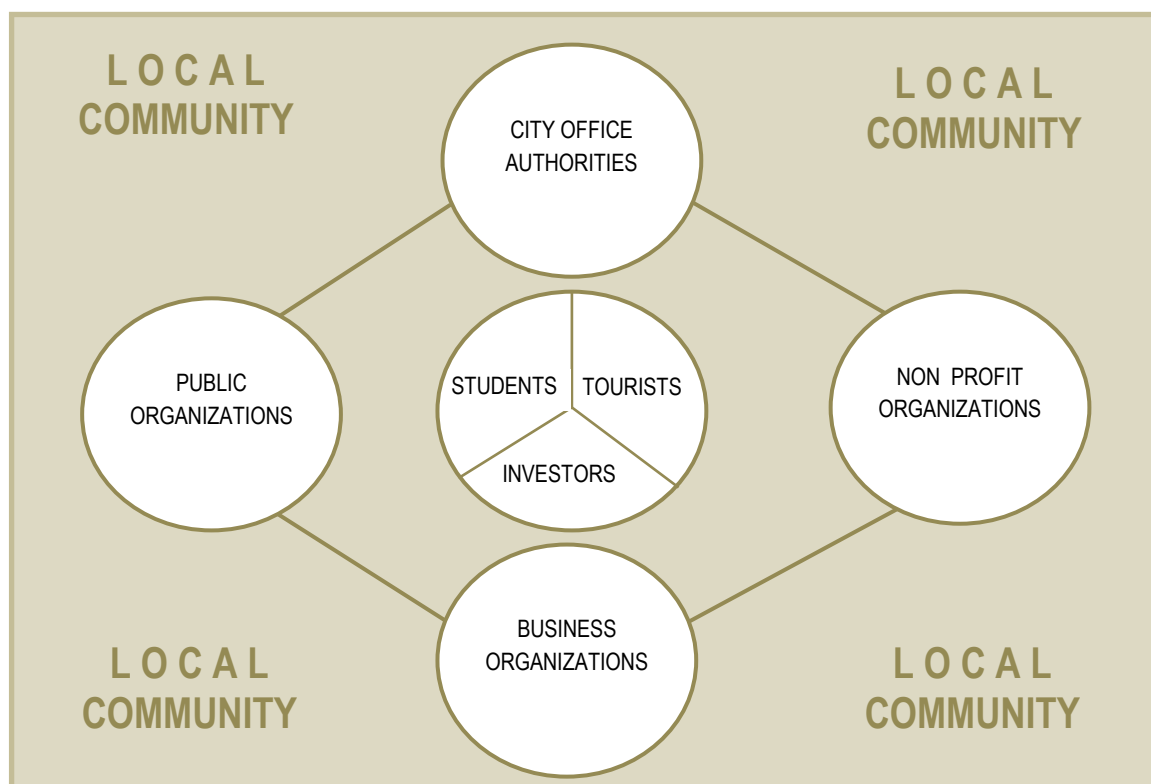 L O C A L
COMMUNITY
L O C A L
COMMUNITY
CITY OFFICE
AUTHORITIES
PUBLIC
ORGANIZATIONS
STUDENTS
TOURISTS
INVESTORS
NON PROFIT
ORGANIZATIONS
BUSINESS
ORGANIZATIONS
L O C A L
COMMUNITY
L O C A L
COMMUNITY